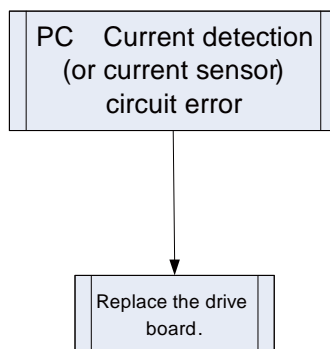 PC Current detection
(or current sensor)
circuit error
Replace the drive
board.